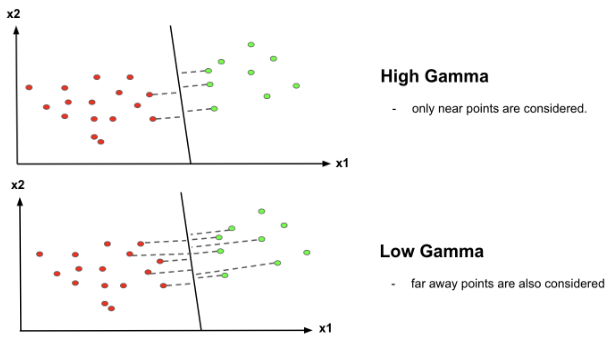 x2
High Gamma
- only near points are considered.
x1
x2
Low Gamma
- far away points are also considered
x1